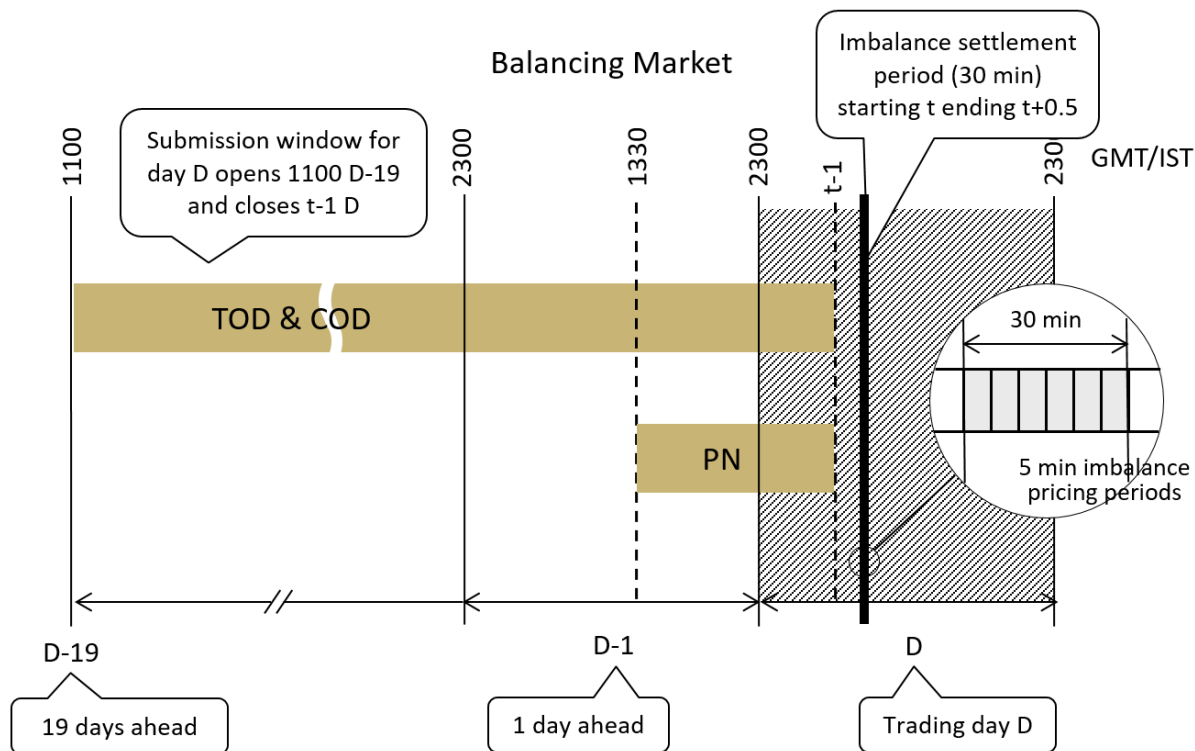 Balancing Market
Imbalance settlement
period (30 min)
starting t ending t+0.5
Submission window for
day D opens 1100 D-19
and closes t-1 D
1100
2300
1330
2300
t-1
2300
GMT/IST
TOD & COD
30 min
PN
5 min imbalance
pricing periods
D-19
D-1
D
19 days ahead
1 day ahead
Trading day D